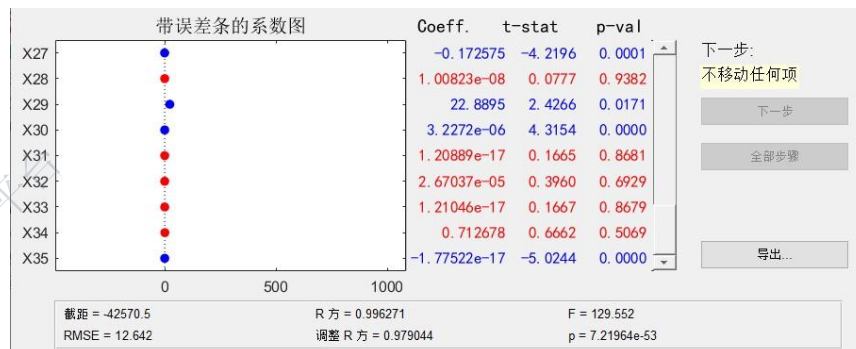 带误差条的系数图
Coeff. t-stat p-val
X27 -0.172575 -4.2196 0.0001
X28 1.00823e-08 0.0777 0.9382
X29 22.8895 2.4266 0.0171
X30 3.2272e-06 4.3154 0.0000
X31 1.20889e-17 0.1665 0.8681
X32 2.67037e-05 0.3960 0.6929
X33 1.21046e-17 0.1667 0.8679
X34 0.712678 0.6662 0.5069
X35 -1.77522e-17 -5.0244 0.0000
0 500 1000
下一步:
不移动任何项
下一步
全部步骤
导出...
截距 = -42570.5 R 方 = 0.996271 F = 129.552
RMSE = 12.642 调整 R 方 = 0.979044 p = 7.21964e-53
平台